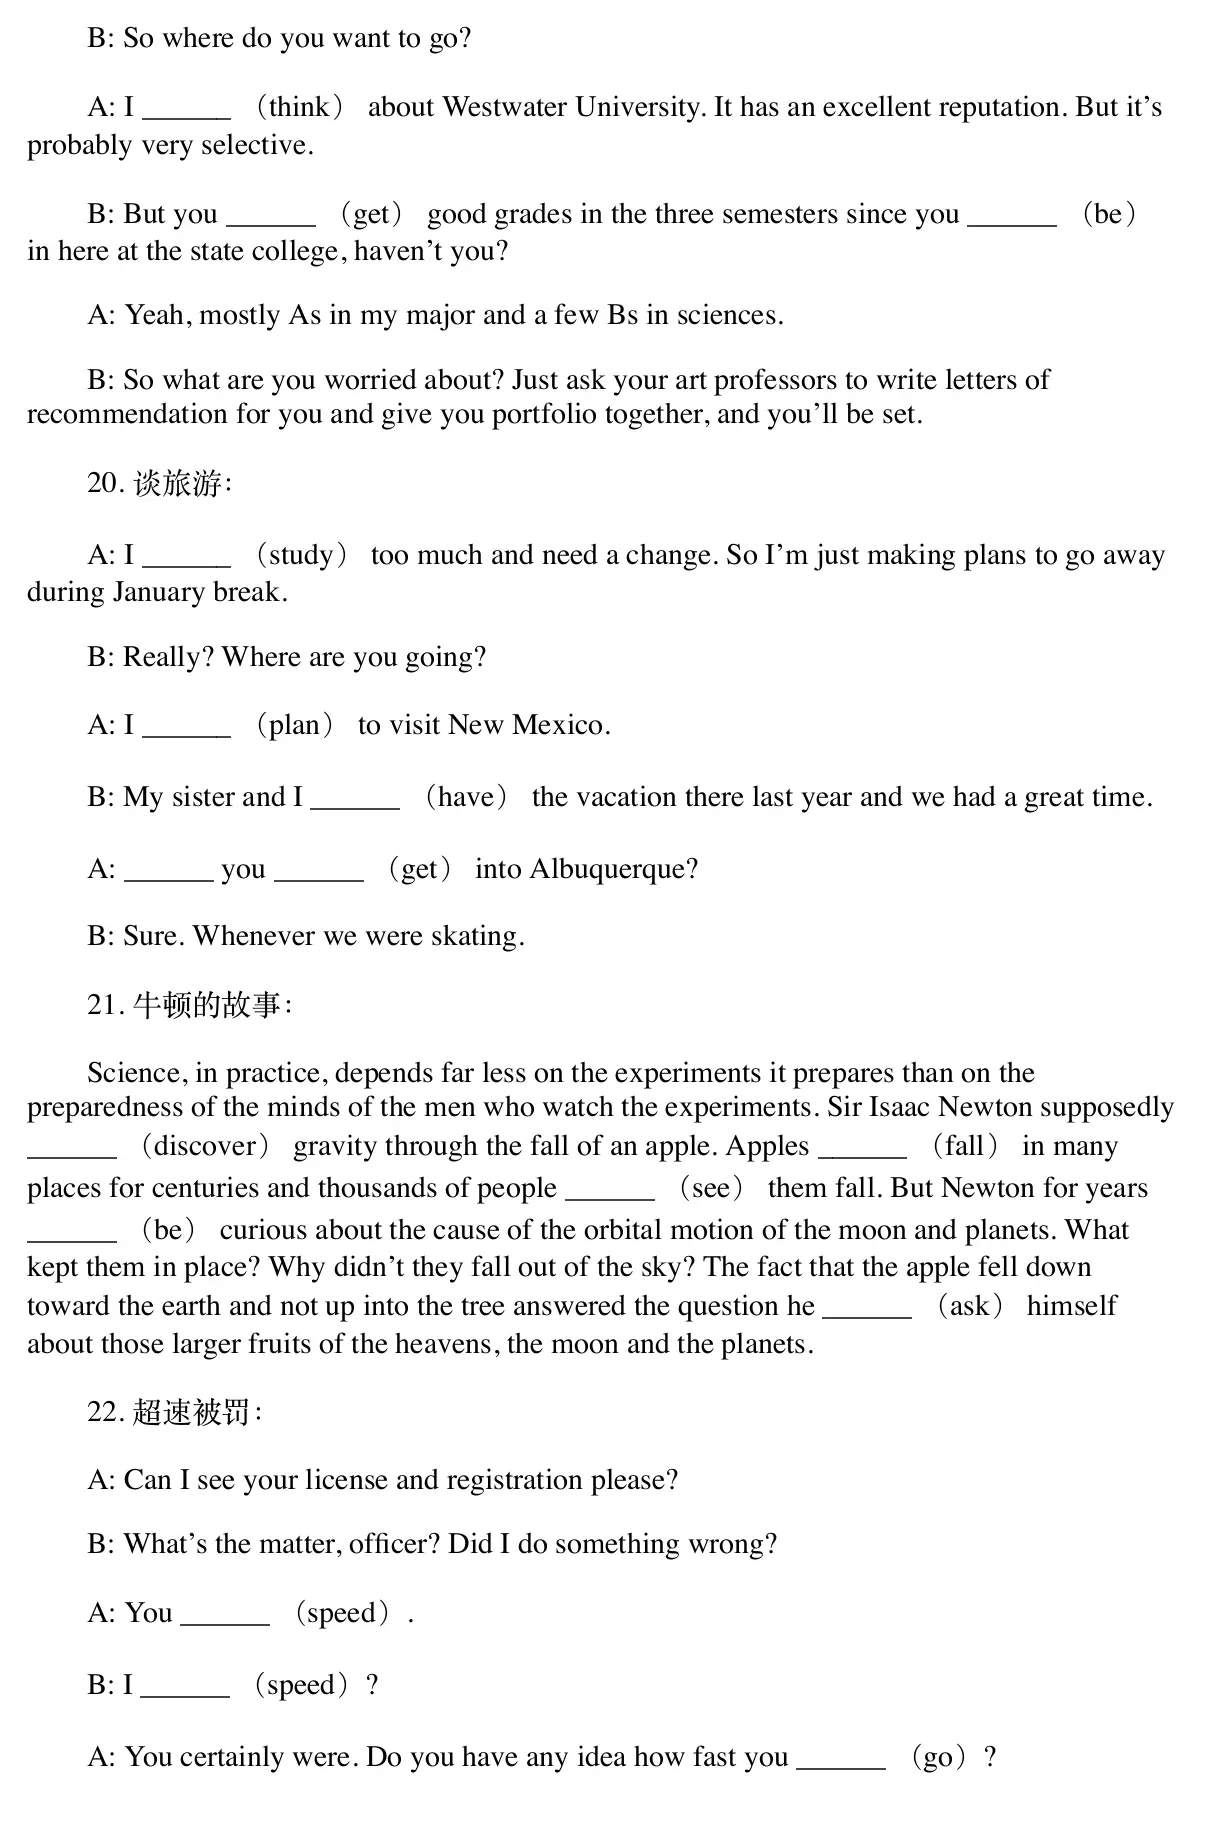 B: So where do you want to go?
A: I ______ （think） about Westwater University. It has an excellent reputation. But it’s
probably very selective.
B: But you ______ （get） good grades in the three semesters since you ______ （be）
in here at the state college, haven’t you?
A: Yeah, mostly As in my major and a few Bs in sciences.
B: So what are you worried about? Just ask your art professors to write letters of
recommendation for you and give you portfolio together, and you’ll be set.
20. 谈旅游：
A: I ______ （study） too much and need a change. So I’m just making plans to go away
during January break.
B: Really? Where are you going?
A: I ______ （plan） to visit New Mexico.
B: My sister and I ______ （have） the vacation there last year and we had a great time.
A: ______ you ______ （get） into Albuquerque?
B: Sure. Whenever we were skating.
21. 牛顿的故事：
Science, in practice, depends far less on the experiments it prepares than on the
preparedness of the minds of the men who watch the experiments. Sir Isaac Newton supposedly
______ （discover） gravity through the fall of an apple. Apples ______ （fall） in many
places for centuries and thousands of people ______ （see） them fall. But Newton for years
______ （be） curious about the cause of the orbital motion of the moon and planets. What
kept them in place? Why didn’t they fall out of the sky? The fact that the apple fell down
toward the earth and not up into the tree answered the question he ______ （ask） himself
about those larger fruits of the heavens, the moon and the planets.
22. 超速被罚：
A: Can I see your license and registration please?
B: What’s the matter, officer? Did I do something wrong?
A: You ______ （speed）.
B: I ______ （speed）?
A: You certainly were. Do you have any idea how fast you ______ （go）?